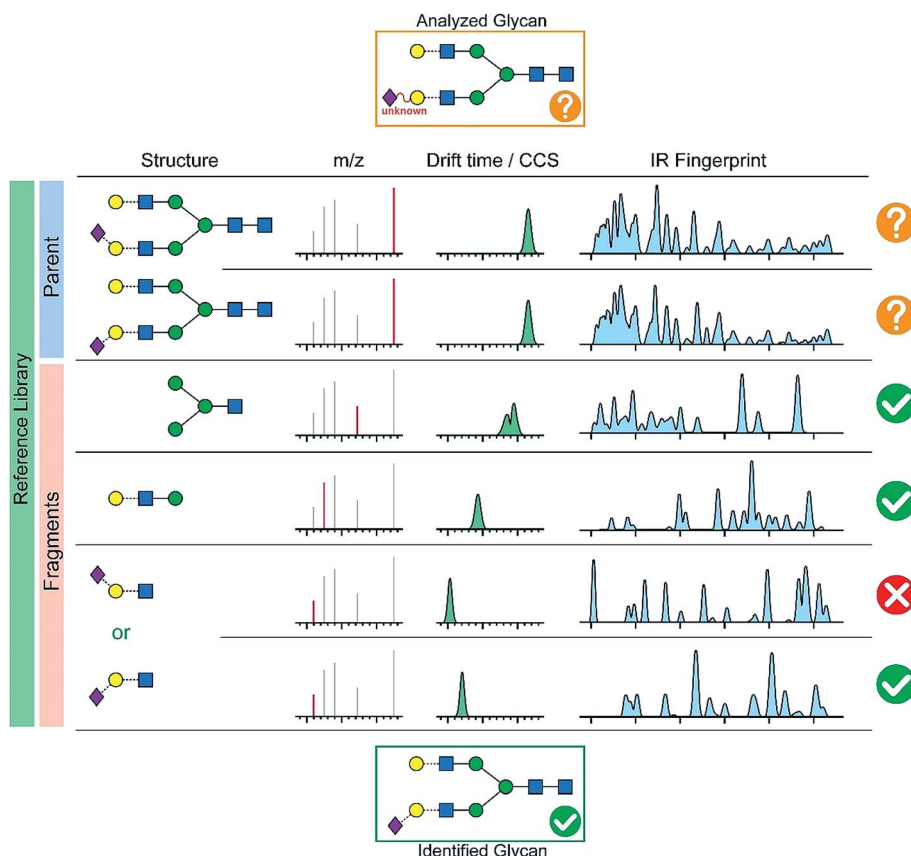 Analyzed Glycan
unknown
?
Structure m/z Drift time / CCS IR Fingerprint
Reference Library
Parent
?
?
Fragments
or
Identified Glycan